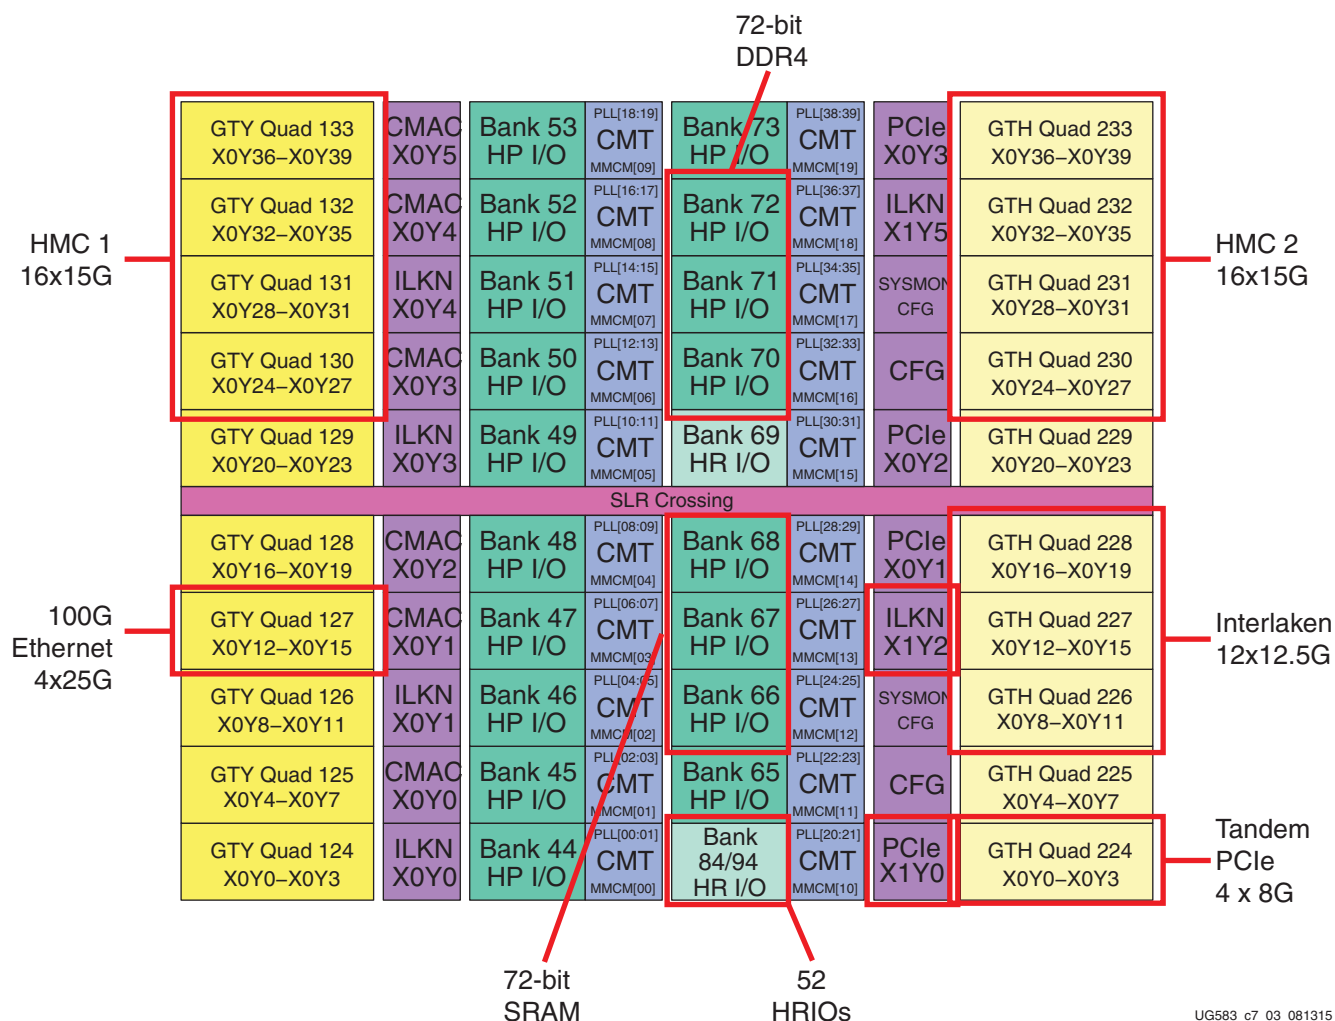 72-bit
DDR4
GTY Quad 133
X0Y36–X0Y39
CMAC
X0Y5
Bank 53
HP I/O
PLL[18:19]
CMT
MMCM[09]
Bank 73
HP I/O
PLL[38:39]
CMT
MMCM[19]
PCIe
X0Y3
GTH Quad 233
X0Y36–X0Y39
GTY Quad 132
X0Y32–X0Y35
CMAC
X0Y4
Bank 52
HP I/O
PLL[16:17]
CMT
MMCM[08]
Bank 72
HP I/O
PLL[36:37]
CMT
MMCM[18]
ILKN
X1Y5
GTH Quad 232
X0Y32–X0Y35
HMC 1
16x15G
HMC 2
16x15G
GTY Quad 131
X0Y28–X0Y31
ILKN
X0Y4
Bank 51
HP I/O
PLL[14:15]
CMT
MMCM[07]
Bank 71
HP I/O
PLL[34:35]
CMT
MMCM[17]
SYSMON
CFG
GTH Quad 231
X0Y28–X0Y31
GTY Quad 130
X0Y24–X0Y27
CMAC
X0Y3
Bank 50
HP I/O
PLL[12:13]
CMT
MMCM[06]
Bank 70
HP I/O
PLL[32:33]
CMT
MMCM[16]
CFG
GTH Quad 230
X0Y24–X0Y27
GTY Quad 129
X0Y20–X0Y23
ILKN
X0Y3
Bank 49
HP I/O
PLL[10:11]
CMT
MMCM[05]
Bank 69
HR I/O
PLL[30:31]
CMT
MMCM[15]
PCIe
X0Y2
GTH Quad 229
X0Y20–X0Y23
SLR Crossing
GTY Quad 128
X0Y16–X0Y19
CMAC
X0Y2
Bank 48
HP I/O
PLL[08:09]
CMT
MMCM[04]
Bank 68
HP I/O
PLL[28:29]
CMT
MMCM[14]
PCIe
X0Y1
GTH Quad 228
X0Y16–X0Y19
100G
Ethernet
4x25G
GTY Quad 127
X0Y12–X0Y15
CMAC
X0Y1
Bank 47
HP I/O
PLL[06:07]
CMT
MMCM[03]
Bank 67
HP I/O
PLL[26:27]
CMT
MMCM[13]
ILKN
X1Y2
GTH Quad 227
X0Y12–X0Y15
Interlaken
12x12.5G
GTY Quad 126
X0Y8–X0Y11
ILKN
X0Y1
Bank 46
HP I/O
PLL[04:05]
CMT
MMCM[02]
Bank 66
HP I/O
PLL[24:25]
CMT
MMCM[12]
SYSMON
CFG
GTH Quad 226
X0Y8–X0Y11
GTY Quad 125
X0Y4–X0Y7
CMAC
X0Y0
Bank 45
HP I/O
PLL[02:03]
CMT
MMCM[01]
Bank 65
HP I/O
PLL[22:23]
CMT
MMCM[11]
CFG
GTH Quad 225
X0Y4–X0Y7
GTY Quad 124
X0Y0–X0Y3
ILKN
X0Y0
Bank 44
HP I/O
PLL[00:01]
CMT
MMCM[00]
Bank
84/94
HR I/O
PLL[20:21]
CMT
MMCM[10]
PCIe
X1Y0
GTH Quad 224
X0Y0–X0Y3
Tandem
PCIe
4 x 8G
72-bit
SRAM
52
HRIOs
UG583_c7_03_081315